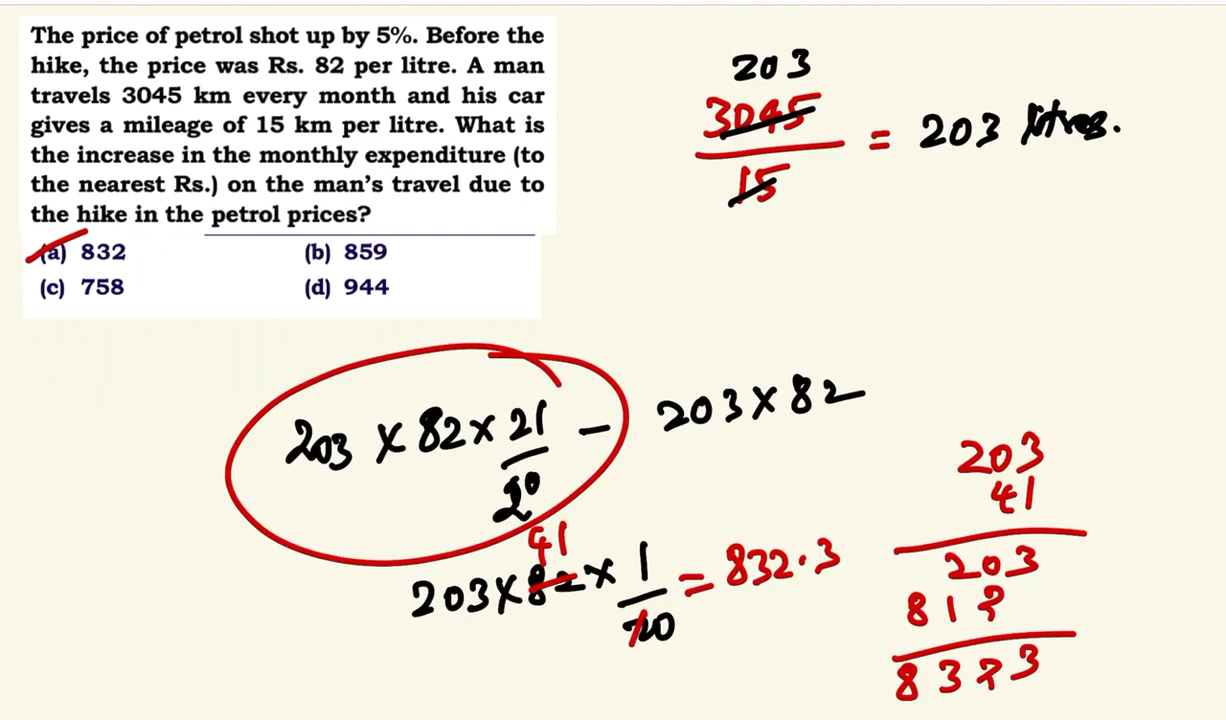 The price of petrol shot up by 5%. Before the
hike, the price was Rs. 82 per litre. A man
travels 3045 km every month and his car
gives a mileage of 15 km per litre. What is
the increase in the monthly expenditure (to
the nearest Rs.) on the man's travel due to
the hike in the petrol prices?
(a) 832 (b) 859
(c) 758 (d) 944
203
3045
15
= 203 litres.
203 × 82 × 21/20 − 203 × 82
41
203 × 82 × 1/20 = 832.3
203
41
203
812
8323